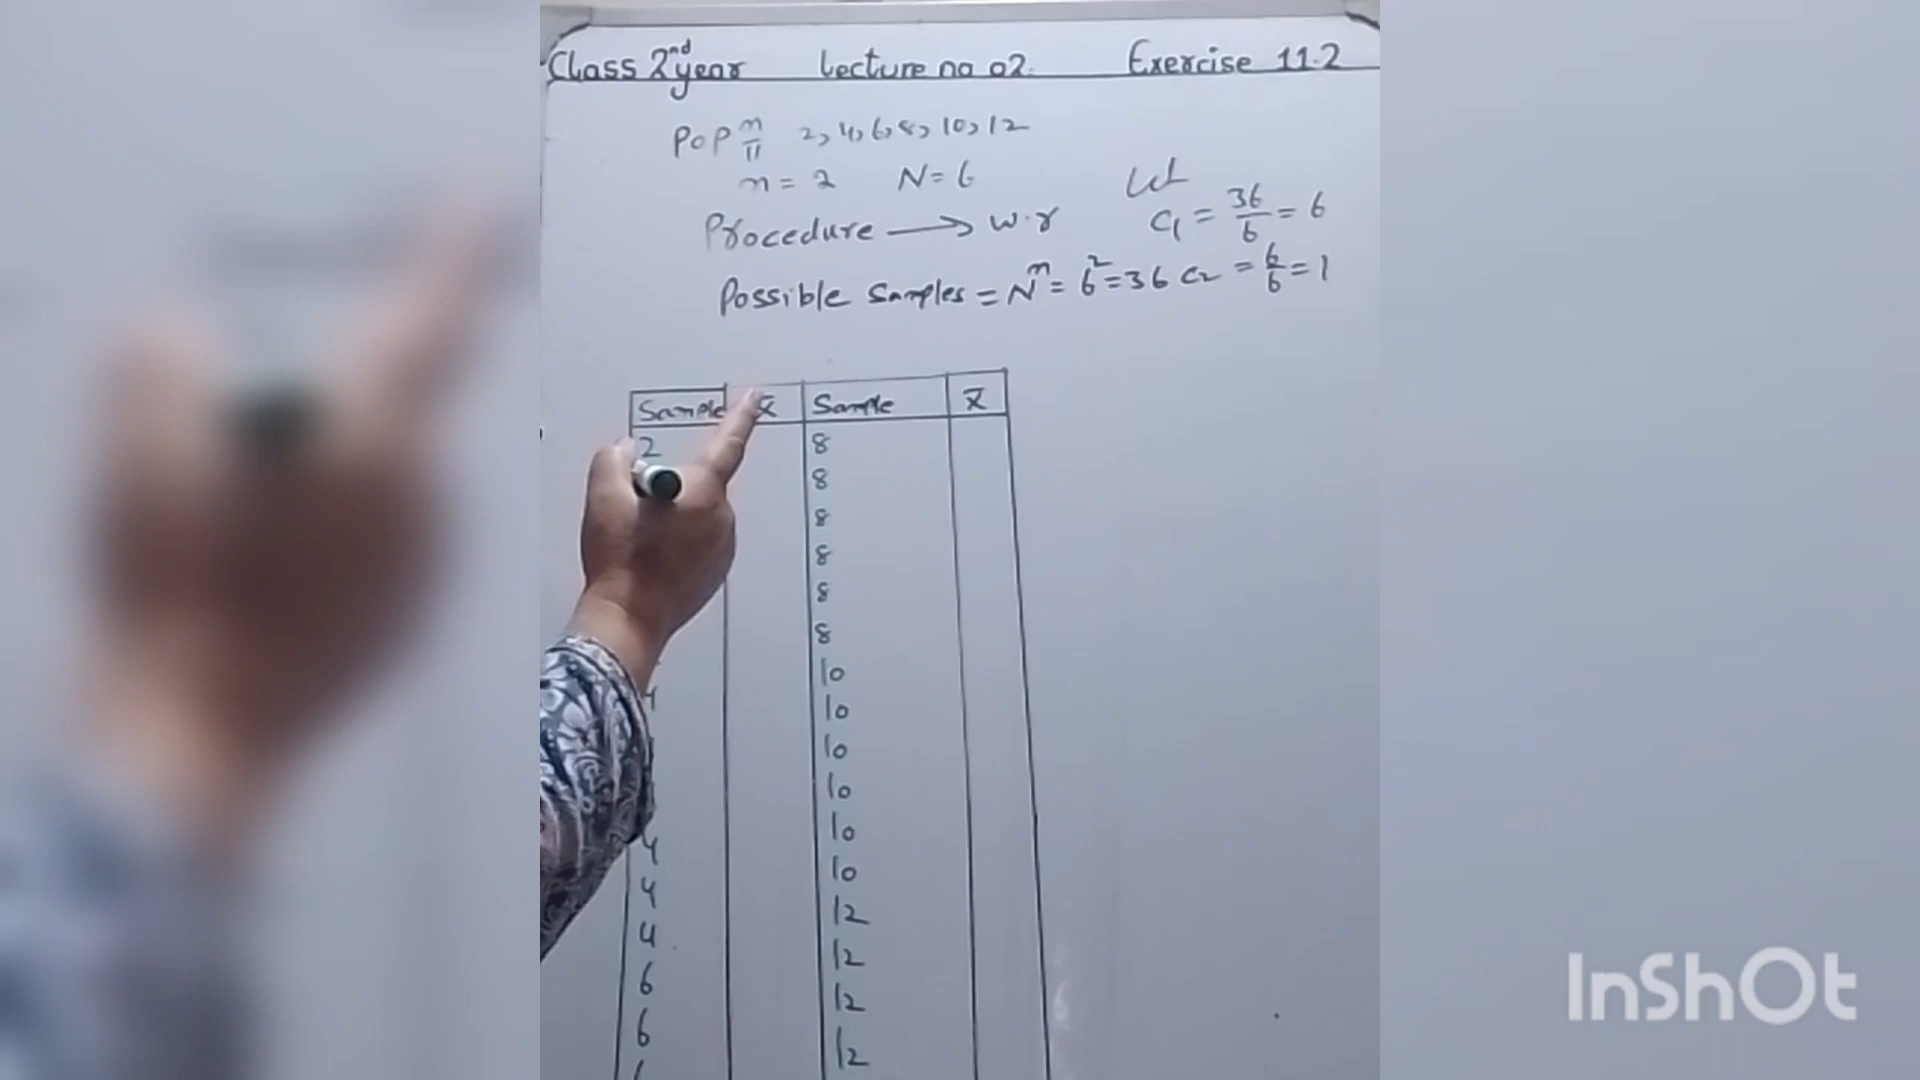 Class 2nd year Lecture no 02 Exercise 11.2
Pop n/11 2, 4, 6, 8, 10, 12
n = 2 N = 6
Procedure → w.r
C1 = 36/6 = 6
Possible Samples = N^n = 6^2 = 36 C2 = 6/6 = 1
Sample x̄ Sample x̄
2 8
8
8
8
8
8
10
4 10
10
10
4 10
4 10
4 12
12
6 12
6 12
InShOt